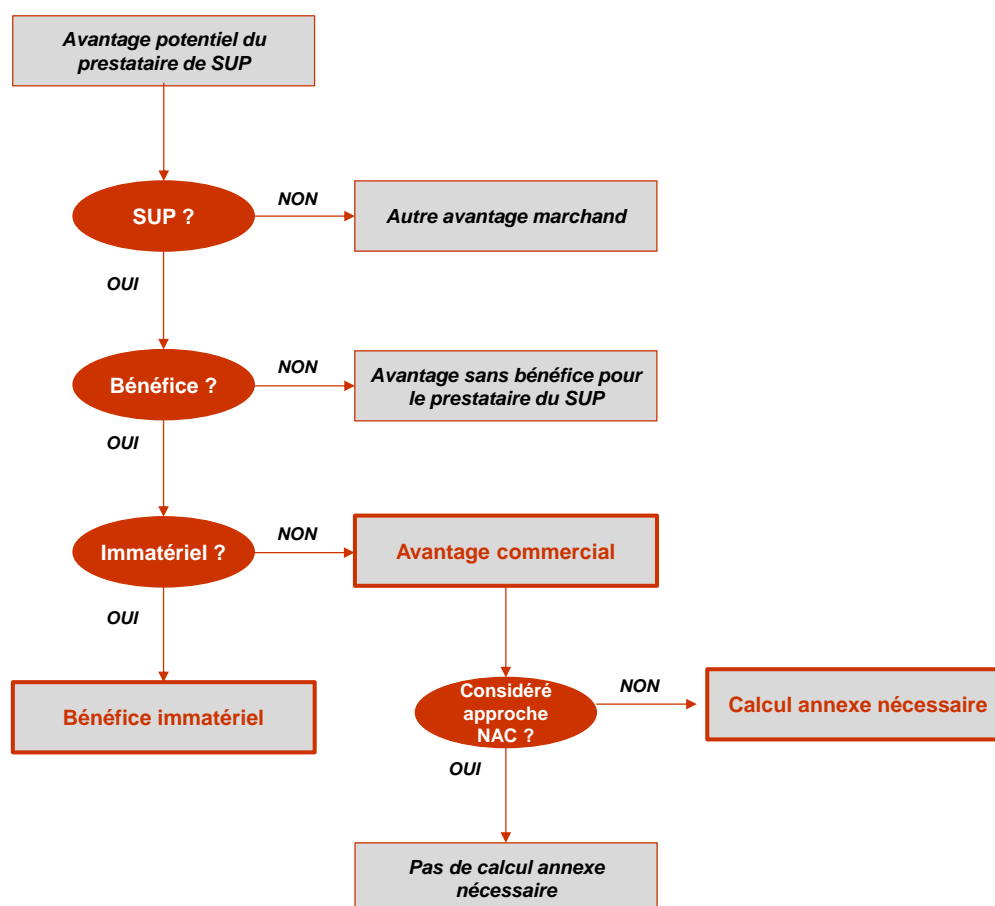 Avantage potentiel du
prestataire de SUP
SUP ?
NON
Autre avantage marchand
OUI
Bénéfice ?
NON
Avantage sans bénéfice pour
le prestataire du SUP
OUI
Immatériel ?
NON
Avantage commercial
OUI
Bénéfice immatériel
Considéré
approche
NAC ?
NON
Calcul annexe nécessaire
OUI
Pas de calcul annexe
nécessaire